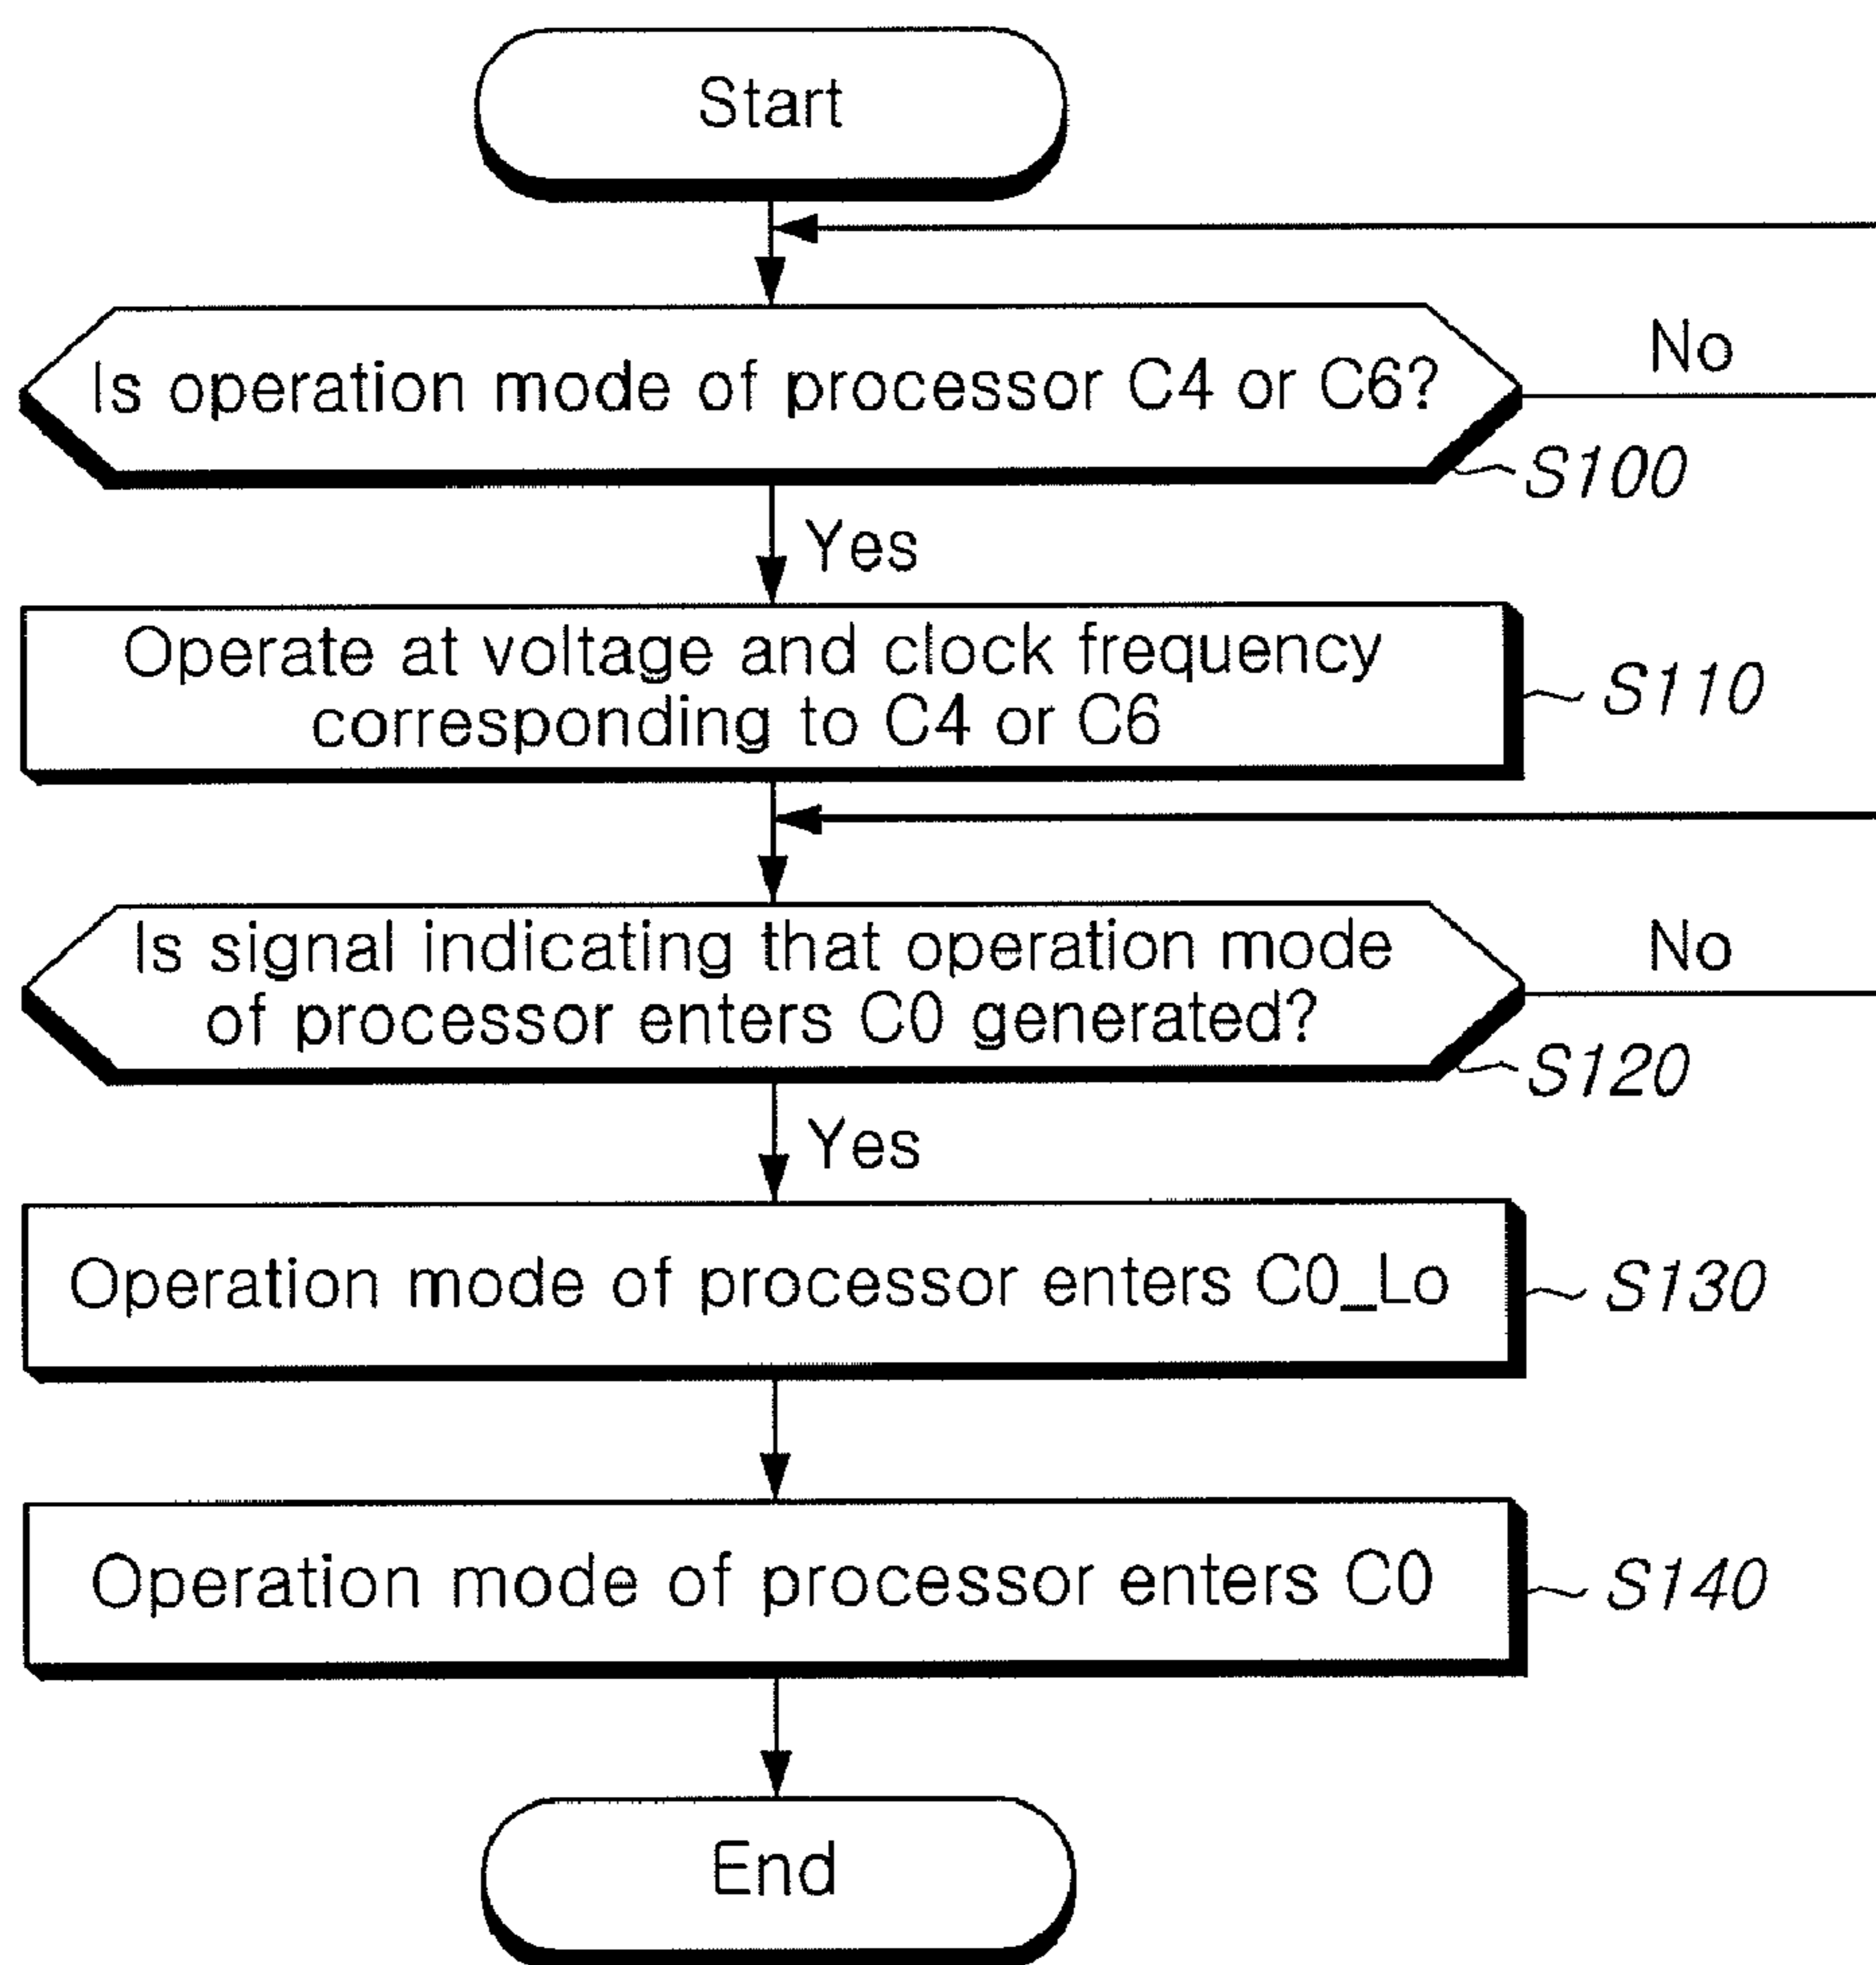 Start
Is operation mode of processor C4 or C6?
No
S100
Yes
Operate at voltage and clock frequency
corresponding to C4 or C6
S110
Is signal indicating that operation mode
of processor enters C0 generated?
No
S120
Yes
Operation mode of processor enters C0_Lo
S130
Operation mode of processor enters C0
S140
End